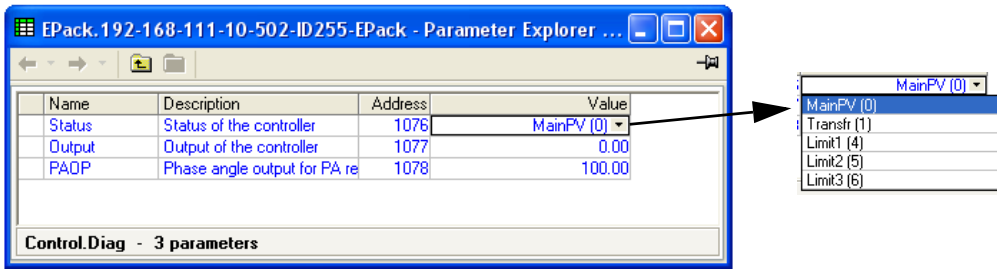 EPack.192-168-111-10-502-ID255-EPack - Parameter Explorer ...
Name Description Address Value
Status Status of the controller 1076 MainPV (0)
Output Output of the controller 1077 0.00
PAOP Phase angle output for PA re 1078 100.00
Control.Diag - 3 parameters
MainPV (0)
MainPV (0)
Transfr (1)
Limit1 (4)
Limit2 (5)
Limit3 (6)